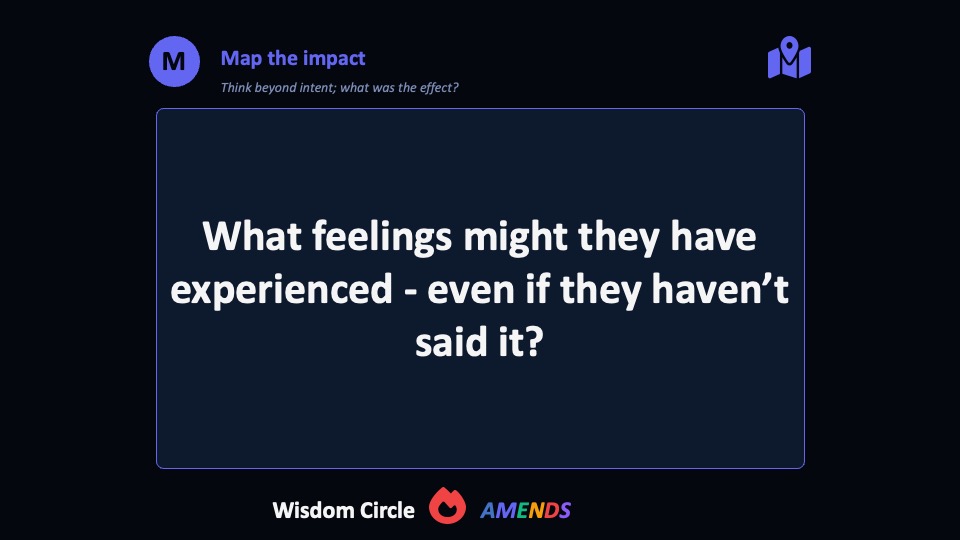 M
Map the impact
Think beyond intent; what was the effect?
What feelings might they have
experienced - even if they haven’t
said it?
Wisdom Circle AMENDS